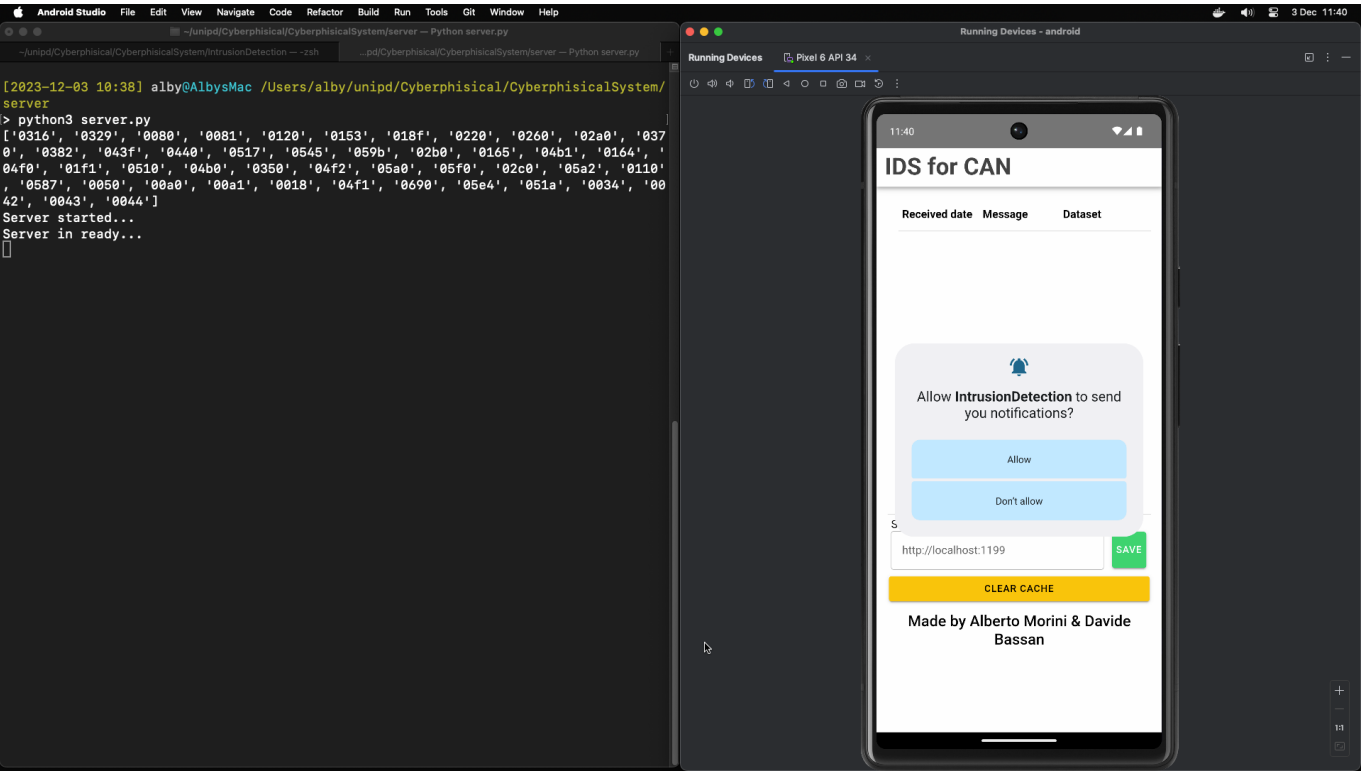 Android Studio File Edit View Navigate Code Refactor Build Run Tools Git Window Help 3 Dec 11:40
~/unipd/Cyberphisical/CyberphisicalSystem/server — Python server.py
~/unipd/Cyberphisical/CyberphisicalSystem/IntrusionDetection — -zsh ...pd/Cyberphisical/CyberphisicalSystem/server — Python server.py +
[2023-12-03 10:38] alby@AlbysMac /Users/alby/unipd/Cyberphisical/CyberphisicalSystem/
server
[> python3 server.py ]
['0316', '0329', '0080', '0081', '0120', '0153', '018f', '0220', '0260', '02a0', '037
0', '0382', '043f', '0440', '0517', '0545', '059b', '02b0', '0165', '04b1', '0164', '
04f0', '01f1', '0510', '04b0', '0350', '04f2', '05a0', '05f0', '02c0', '05a2', '0110'
, '0587', '0050', '00a0', '00a1', '0018', '04f1', '0690', '05e4', '051a', '0034', '00
42', '0043', '0044']
Server started...
Server in ready...
Running Devices - android
Running Devices Pixel 6 API 34 ×
11:40
IDS for CAN
Received date Message Dataset
Allow IntrusionDetection to send
you notifications?
Allow
Don't allow
S
http://localhost:1199 SAVE
CLEAR CACHE
Made by Alberto Morini & Davide
Bassan
1:1